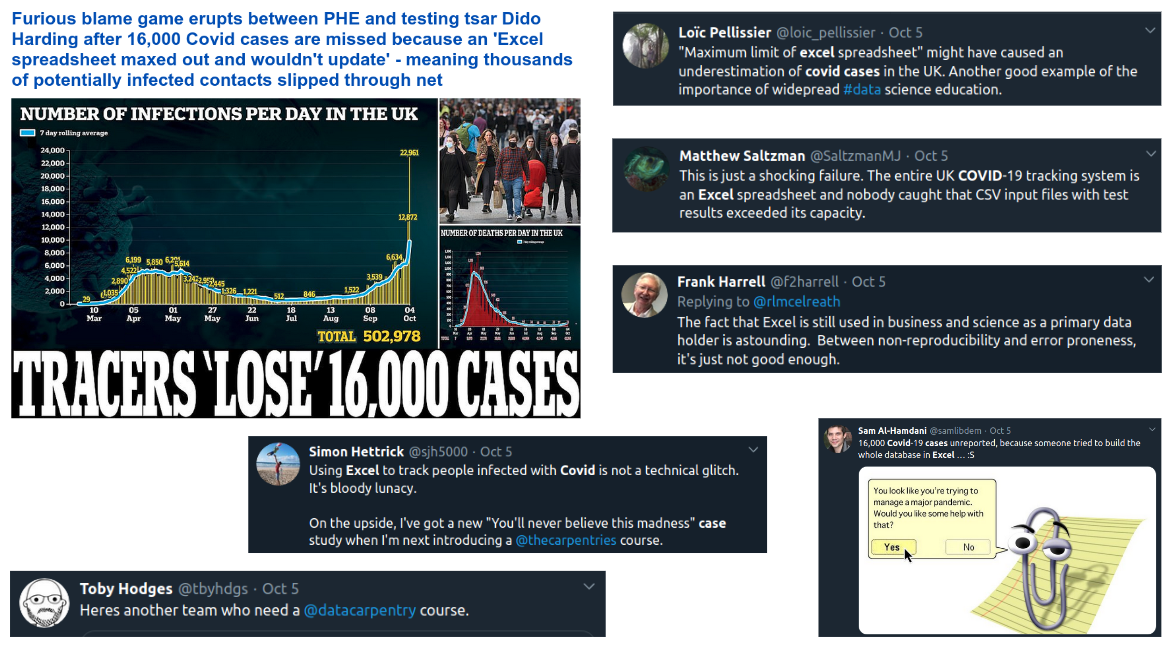 Furious blame game erupts between PHE and testing tsar Dido
Harding after 16,000 Covid cases are missed because an 'Excel
spreadsheet maxed out and wouldn't update' - meaning thousands
of potentially infected contacts slipped through net
NUMBER OF INFECTIONS PER DAY IN THE UK
7 day rolling average
24,000
22,000
20,000
18,000
16,000
14,000
12,000
10,000
8,000
6,000
4,000
2,000
0
22,961
12,872
6,199 5,850
5,614
4,522
2,890
1,035
29
1,326 1,221
512
846
1,522
3,539
6,634
10 05 01 27 22 18 13 08 04
Mar Apr May May Jun Jul Aug Sep Oct
TOTAL 502,978
NUMBER OF DEATHS PER DAY IN THE UK
TRACERS 'LOSE' 16,000 CASES
Loïc Pellissier @loic_pellissier · Oct 5
"Maximum limit of excel spreadsheet" might have caused an
underestimation of covid cases in the UK. Another good example of the
importance of widespread #data science education.
Matthew Saltzman @SaltzmanMJ · Oct 5
This is just a shocking failure. The entire UK COVID-19 tracking system is
an Excel spreadsheet and nobody caught that CSV input files with test
results exceeded its capacity.
Frank Harrell @f2harrell · Oct 5
Replying to @rlmcelreath
The fact that Excel is still used in business and science as a primary data
holder is astounding. Between non-reproducibility and error proneness,
it's just not good enough.
Simon Hettrick @sjh5000 · Oct 5
Using Excel to track people infected with Covid is not a technical glitch.
It's bloody lunacy.
On the upside, I've got a new "You'll never believe this madness" case
study when I'm next introducing a @thecarpentries course.
Sam Al-Hamdani @samlibdem · Oct 5
16,000 Covid-19 cases unreported, because someone tried to build the
whole database in Excel ... :S
You look like you're trying to
manage a major pandemic.
Would you like some help with
that?
Yes No
Toby Hodges @tbyhdgs · Oct 5
Heres another team who need a @datacarpentry course.